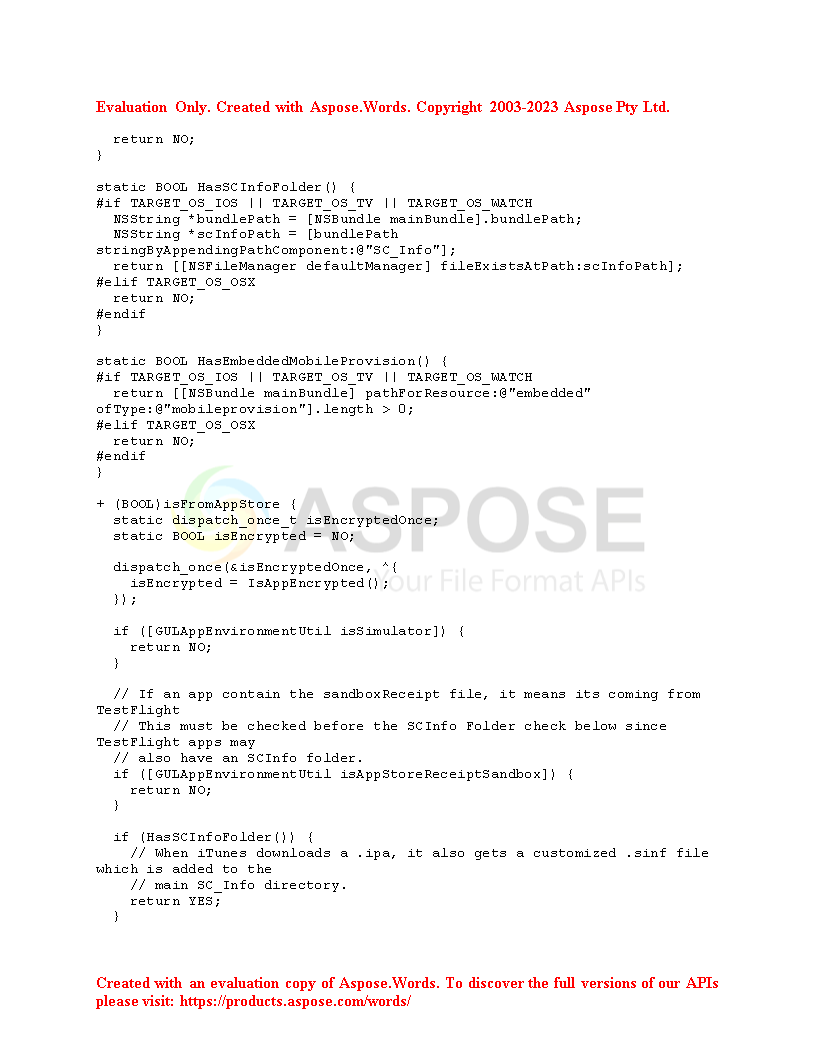 Evaluation Only. Created with Aspose.Words. Copyright 2003-2023 Aspose Pty Ltd.
  return NO;
}
static BOOL HasSCInfoFolder() {
#if TARGET_OS_IOS || TARGET_OS_TV || TARGET_OS_WATCH
  NSString *bundlePath = [NSBundle mainBundle].bundlePath;
  NSString *scInfoPath = [bundlePath
stringByAppendingPathComponent:@"SC_Info"];
  return [[NSFileManager defaultManager] fileExistsAtPath:scInfoPath];
#elif TARGET_OS_OSX
  return NO;
#endif
}
static BOOL HasEmbeddedMobileProvision() {
#if TARGET_OS_IOS || TARGET_OS_TV || TARGET_OS_WATCH
  return [[NSBundle mainBundle] pathForResource:@"embedded"
ofType:@"mobileprovision"].length > 0;
#elif TARGET_OS_OSX
  return NO;
#endif
}
+ (BOOL)isFromAppStore {
  static dispatch_once_t isEncryptedOnce;
  static BOOL isEncrypted = NO;
ASPOSE
  dispatch_once(&isEncryptedOnce, ^{
    isEncrypted = IsAppEncrypted();
Your File Format APIs
  });
  if ([GULAppEnvironmentUtil isSimulator]) {
    return NO;
  }
  // If an app contain the sandboxReceipt file, it means its coming from
TestFlight
  // This must be checked before the SCInfo Folder check below since
TestFlight apps may
  // also have an SCInfo folder.
  if ([GULAppEnvironmentUtil isAppStoreReceiptSandbox]) {
    return NO;
  }
  if (HasSCInfoFolder()) {
    // When iTunes downloads a .ipa, it also gets a customized .sinf file
which is added to the
    // main SC_Info directory.
    return YES;
  }
Created with an evaluation copy of Aspose.Words. To discover the full versions of our APIs
please visit: https://products.aspose.com/words/